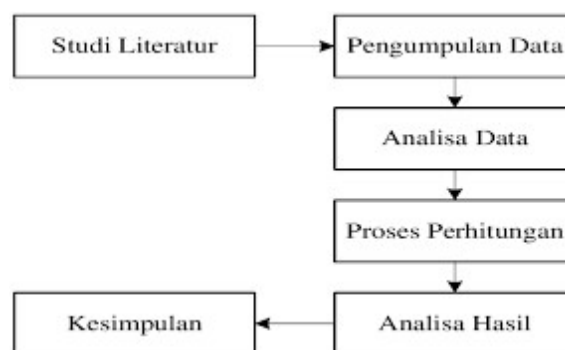 Studi Literatur
Pengumpulan Data
Analisa Data
Proses Perhitungan
Analisa Hasil
Kesimpulan